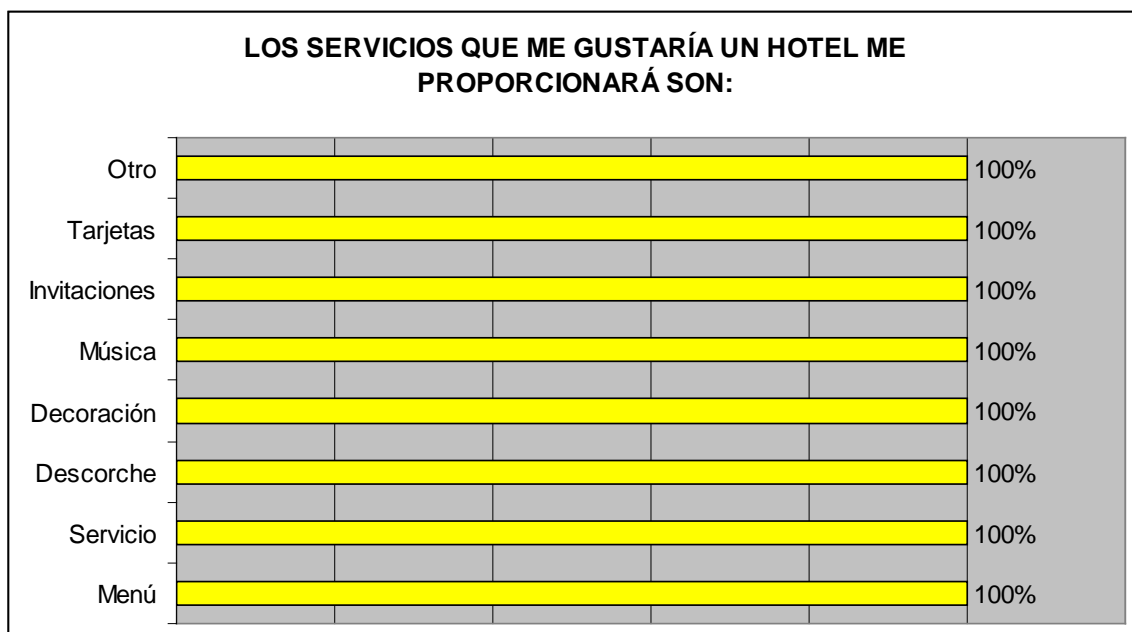 LOS SERVICIOS QUE ME GUSTARÍA UN HOTEL ME
PROPORCIONARÁ SON:
Otro 100%
Tarjetas 100%
Invitaciones 100%
Música 100%
Decoración 100%
Descorche 100%
Servicio 100%
Menú 100%